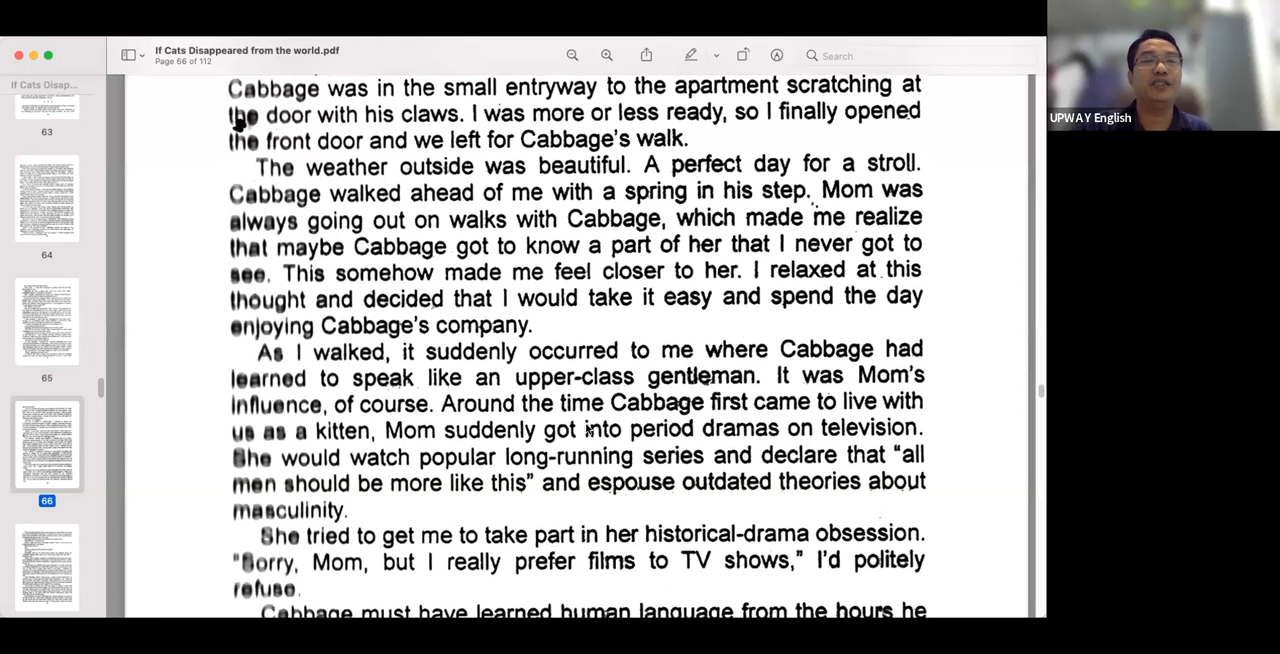 If Cats Disappeared from the world.pdf
Page 66 of 112
Search
If Cats Disap...
63
64
65
66
UPWAY English
Cabbage was in the small entryway to the apartment scratching at
the door with his claws. I was more or less ready, so I finally opened
the front door and we left for Cabbage's walk.
The weather outside was beautiful. A perfect day for a stroll.
Cabbage walked ahead of me with a spring in his step. Mom was
always going out on walks with Cabbage, which made me realize
that maybe Cabbage got to know a part of her that I never got to
see. This somehow made me feel closer to her. I relaxed at this
thought and decided that I would take it easy and spend the day
enjoying Cabbage's company.
As I walked, it suddenly occurred to me where Cabbage had
learned to speak like an upper-class gentleman. It was Mom's
influence, of course. Around the time Cabbage first came to live with
us as a kitten, Mom suddenly got into period dramas on television.
She would watch popular long-running series and declare that "all
men should be more like this" and espouse outdated theories about
masculinity.
She tried to get me to take part in her historical-drama obsession.
"Sorry, Mom, but I really prefer films to TV shows," I'd politely
refuse.
Cabbage must have learned human language from the hours he